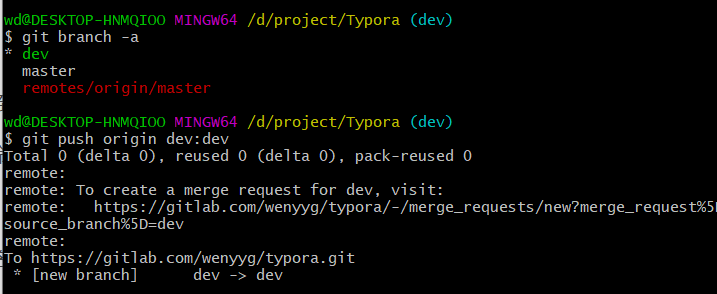 wd@DESKTOP-HNMQIOO MINGW64 /d/project/Typora (dev)
$ git branch -a
* dev
  master
  remotes/origin/master
wd@DESKTOP-HNMQIOO MINGW64 /d/project/Typora (dev)
$ git push origin dev:dev
Total 0 (delta 0), reused 0 (delta 0), pack-reused 0
remote:
remote: To create a merge request for dev, visit:
remote:   https://gitlab.com/wenyyg/typora/-/merge_requests/new?merge_request%5
source_branch%5D=dev
remote:
To https://gitlab.com/wenyyg/typora.git
 * [new branch]      dev -> dev